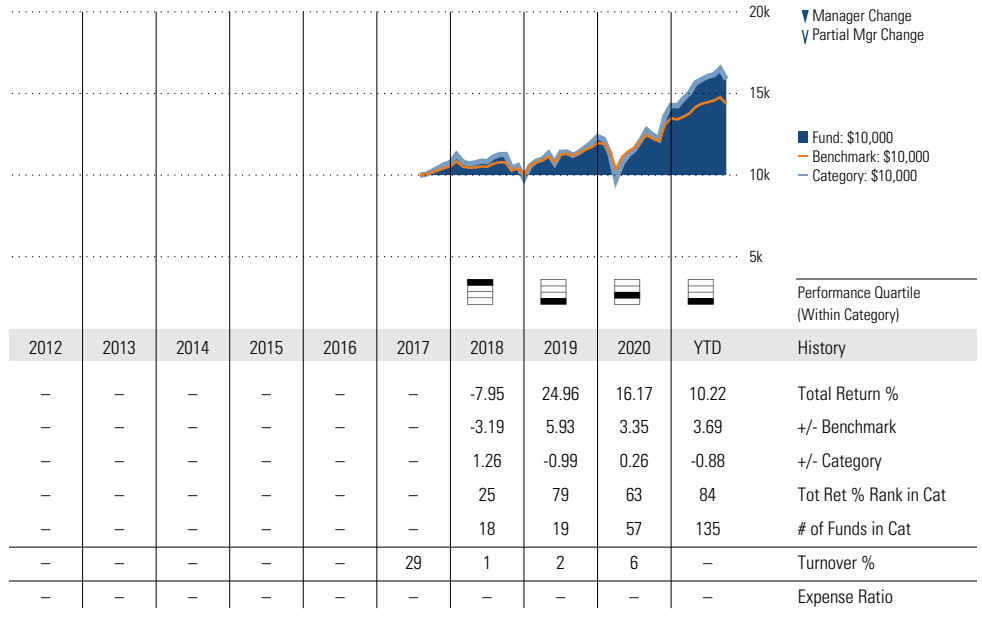 20k
15k
10k
5k
Manager Change
Partial Mgr Change
Fund: $10,000
Benchmark: $10,000
Category: $10,000
Performance Quartile
(Within Category)
2012 2013 2014 2015 2016 2017 2018 2019 2020 YTD History
– – – – – – -7.95 24.96 16.17 10.22 Total Return %
– – – – – – -3.19 5.93 3.35 3.69 +/- Benchmark
– – – – – – 1.26 -0.99 0.26 -0.88 +/- Category
– – – – – – 25 79 63 84 Tot Ret % Rank in Cat
– – – – – – 18 19 57 135 # of Funds in Cat
– – – – – 29 1 2 6 – Turnover %
– – – – – – – – – – Expense Ratio